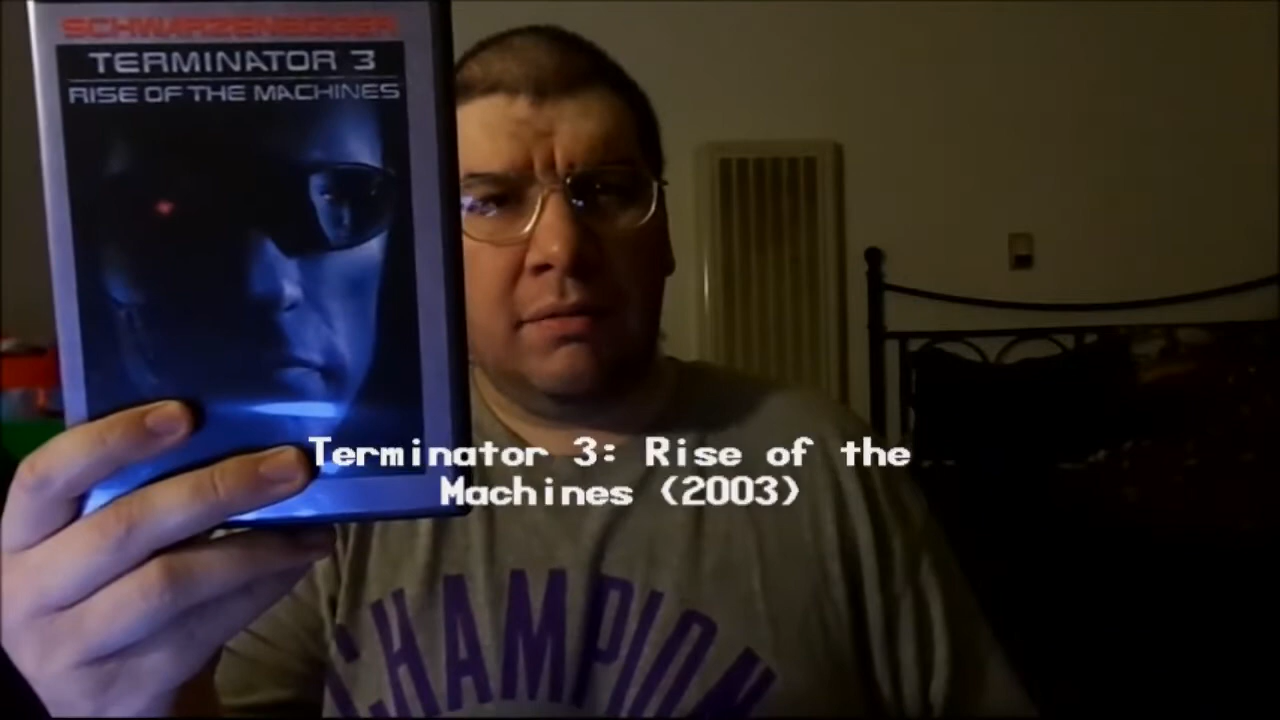 SCHWARZENEGGER
TERMINATOR 3
RISE OF THE MACHINES
Terminator 3: Rise of the
Machines (2003)
CHAMPION